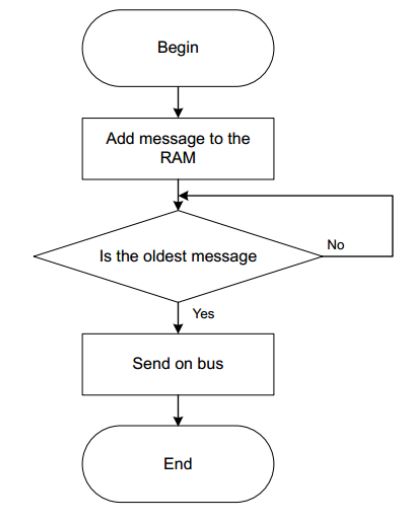 Begin
Add message to the
RAM
Is the oldest message
No
Yes
Send on bus
End